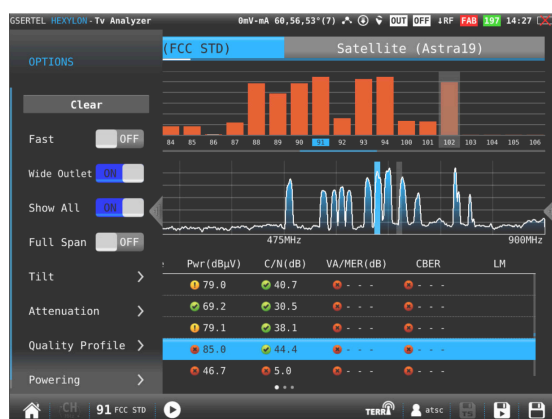 GSERTEL HEXYLON-Tv Analyzer 0mV-mA 60,56,53°(7) OUT OFF ↓RF FAB 197 14:27
OPTIONS
(FCC STD) Satellite (Astra19)
Clear
Fast OFF
Wide Outlet ON
Show All ON
Full Span OFF
Tilt >
Attenuation >
Quality Profile >
Powering >
84 85 86 87 88 89 90 91 92 93 94 100 101 102 103 104 105 106
475MHz 900MHz
e Pwr(dBµV) C/N(dB) VA/MER(dB) CBER LM
79.0 40.7 - - - - - -
69.2 30.5 - - - - - -
79.1 38.1 - - - - - -
85.0 44.4 - - - - - -
46.7 5.0 - - - - - -
CH 91 FCC STD TERR atsc